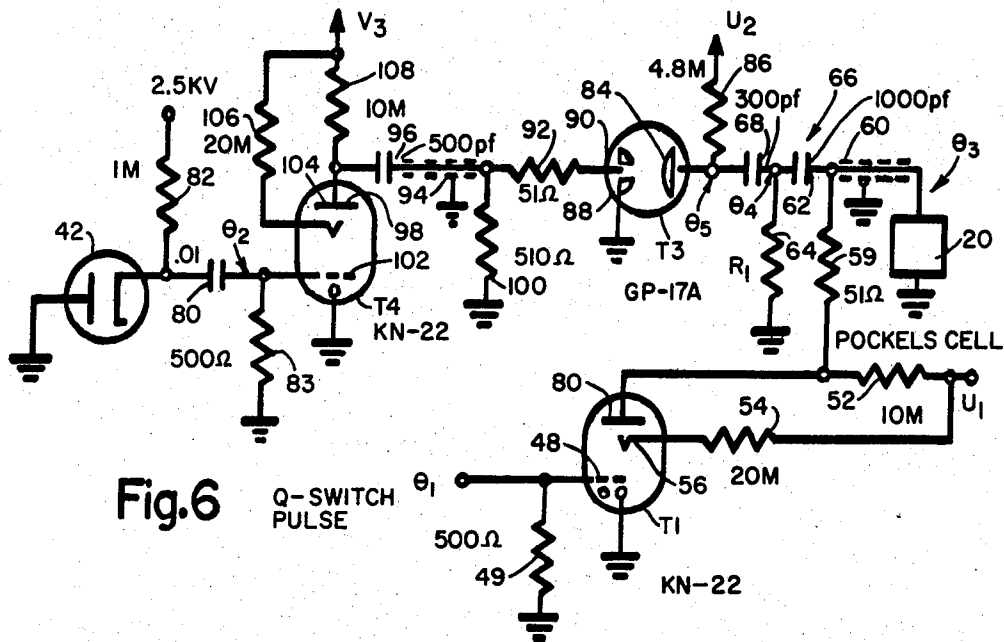 V3
U2
108
4.8M
86
84
66
2.5KV
106
20M
10M
96
500pf
92
90
300pf
68
1000pf
60
104
94
51Ω
88
θ5
θ4
62
θ3
1M
82
98
42
θ2
.01
102
510Ω
100
T3
64
59
20
80
T4
GP-17A
R1
51Ω
500Ω
83
KN-22
POCKELS CELL
80
52
10M
U1
54
48
20M
θ1
56
Fig.6
Q-SWITCH
PULSE
T1
500Ω
49
KN-22